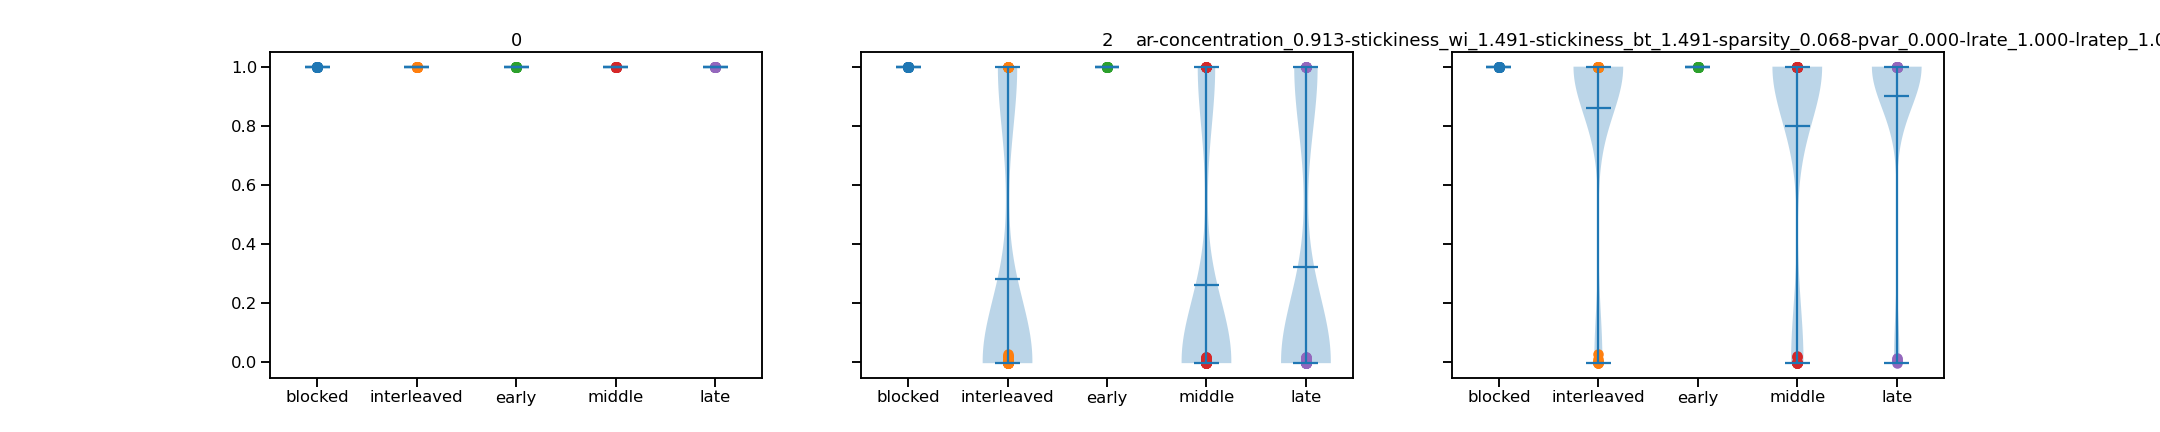 0
2
ar-concentration_0.913-stickiness_wi_1.491-stickiness_bt_1.491-sparsity_0.068-pvar_0.000-lrate_1.000-lratep_1.0
1.0
0.8
0.6
0.4
0.2
0.0
blocked interleaved early middle late
blocked interleaved early middle late
blocked interleaved early middle late